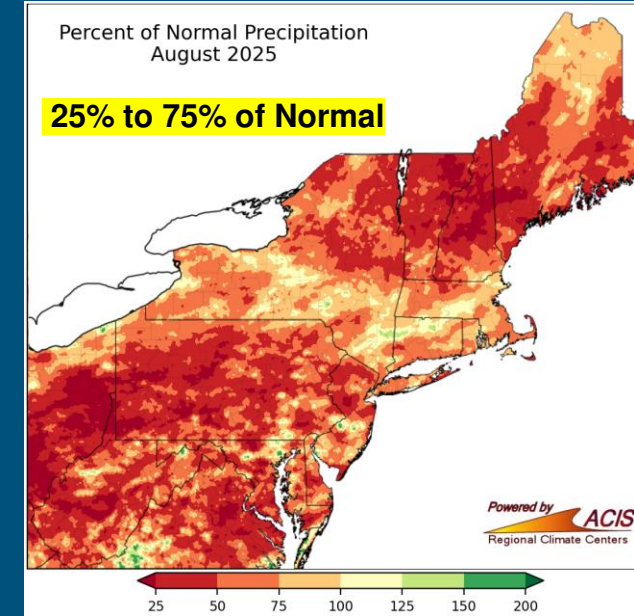 Percent of Normal Precipitation
August 2025
25% to 75% of Normal
Powered by
ACIS
Regional Climate Centers
25 50 75 100 125 150 200